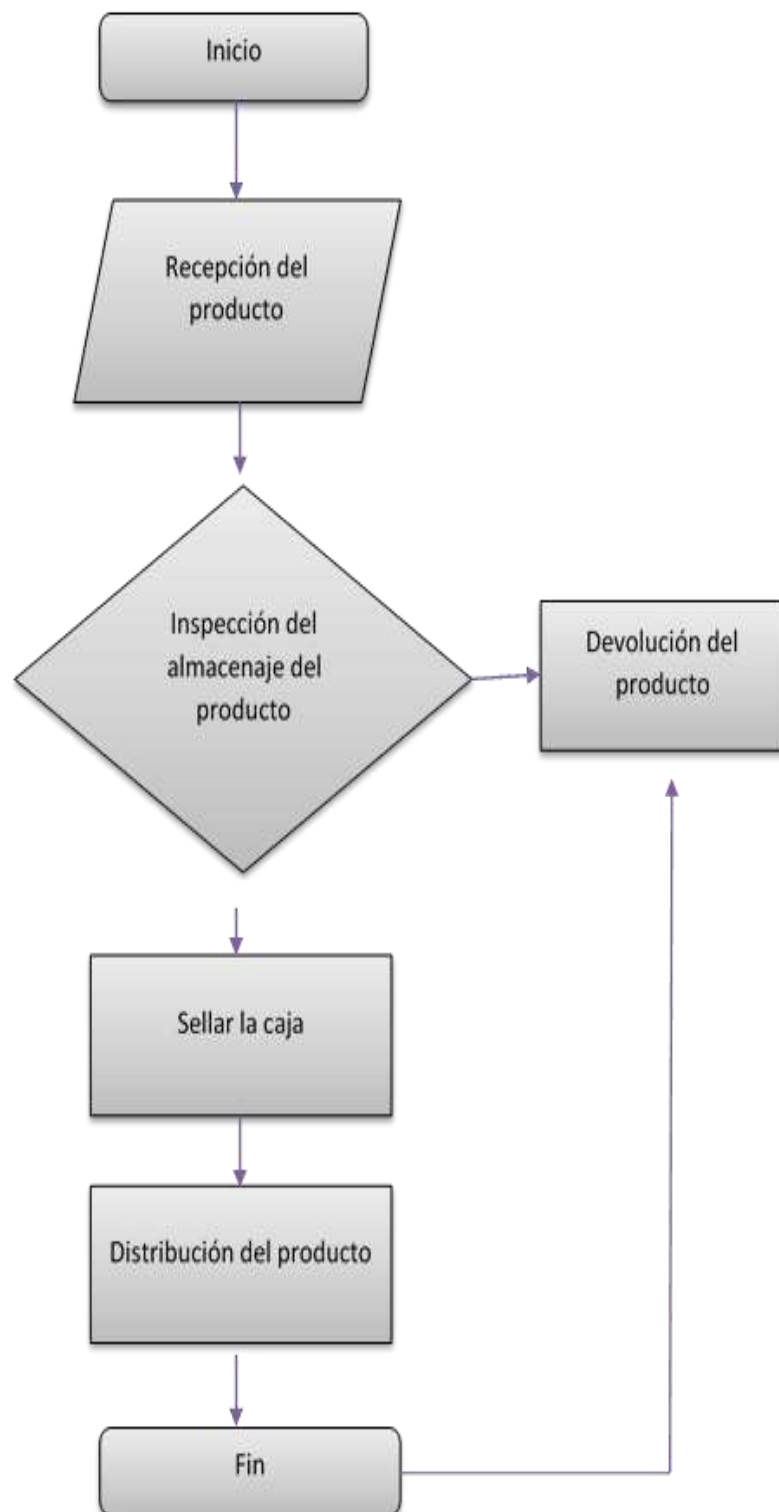 Inicio
Recepción del
producto
Inspección del
almacenaje del
producto
Devolución del
producto
Sellar la caja
Distribución del producto
Fin